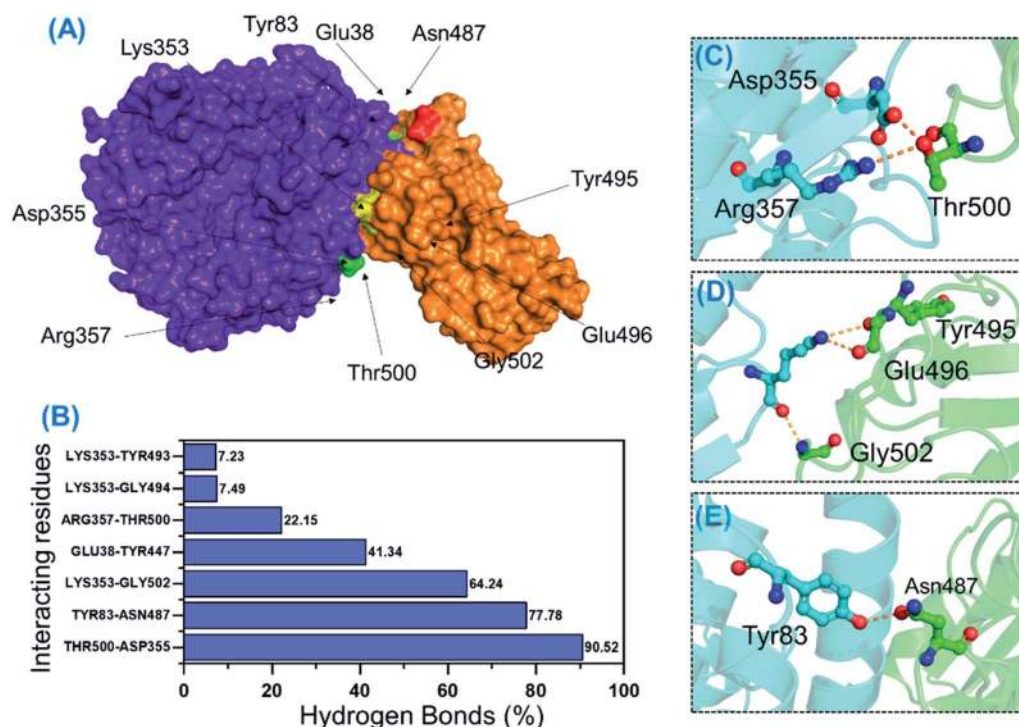 (A)
Tyr83
Glu38
Asn487
Lys353
Tyr495
Asp355
Arg357
Thr500
Gly502
Glu496
(B)
Interacting residues
LYS353-TYR493
7.23
LYS353-GLY494
7.49
ARG357-THR500
22.15
GLU38-TYR447
41.34
LYS353-GLY502
64.24
TYR83-ASN487
77.78
THR500-ASP355
90.52
0 20 40 60 80 100
Hydrogen Bonds (%)
(C)
Asp355
Arg357
Thr500
(D)
Tyr495
Glu496
Gly502
(E)
Asn487
Tyr83